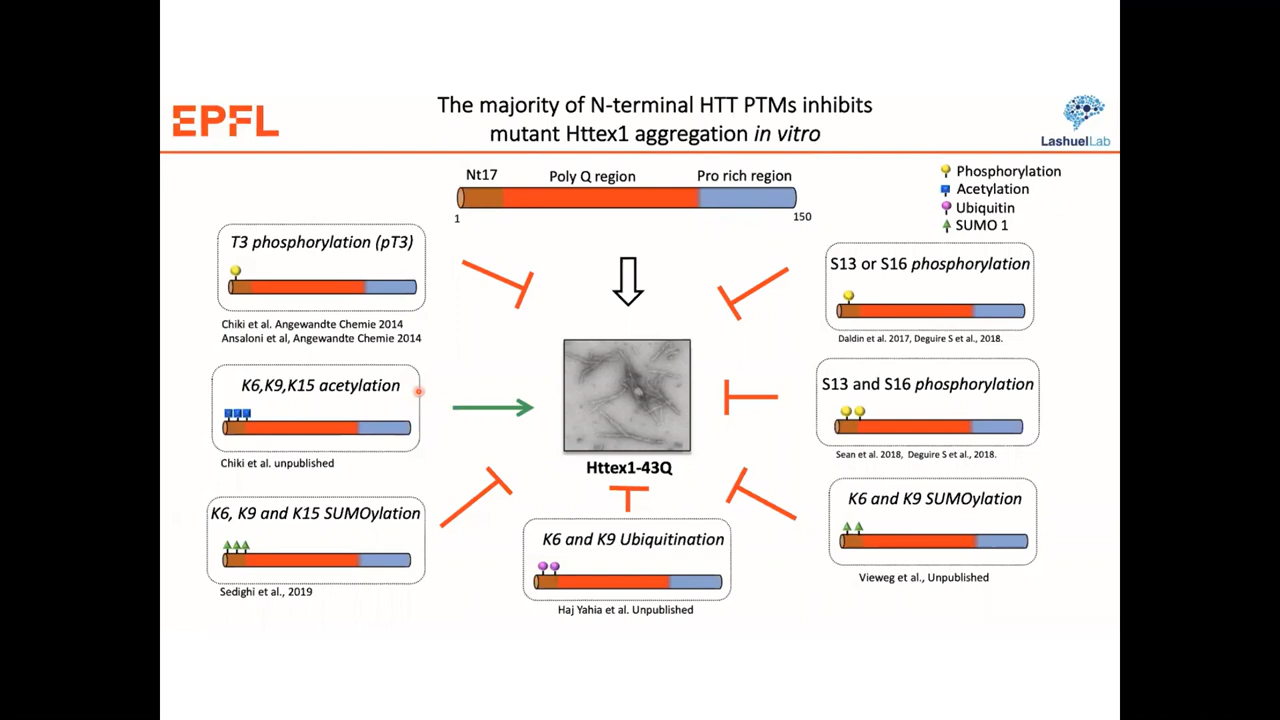 EPFL
The majority of N-terminal HTT PTMs inhibits
mutant Httex1 aggregation in vitro
LashuelLab
Nt17
Poly Q region
Pro rich region
1
150
Phosphorylation
Acetylation
Ubiquitin
SUMO 1
T3 phosphorylation (pT3)
Chiki et al. Angewandte Chemie 2014
Ansaloni et al, Angewandte Chemie 2014
K6,K9,K15 acetylation
Chiki et al. unpublished
K6, K9 and K15 SUMOylation
Sedighi et al., 2019
Httex1-43Q
K6 and K9 Ubiquitination
Haj Yahia et al. Unpublished
S13 or S16 phosphorylation
Daldin et al. 2017, Deguire S et al., 2018.
S13 and S16 phosphorylation
Sean et al. 2018, Deguire S et al., 2018.
K6 and K9 SUMOylation
Vieweg et al., Unpublished